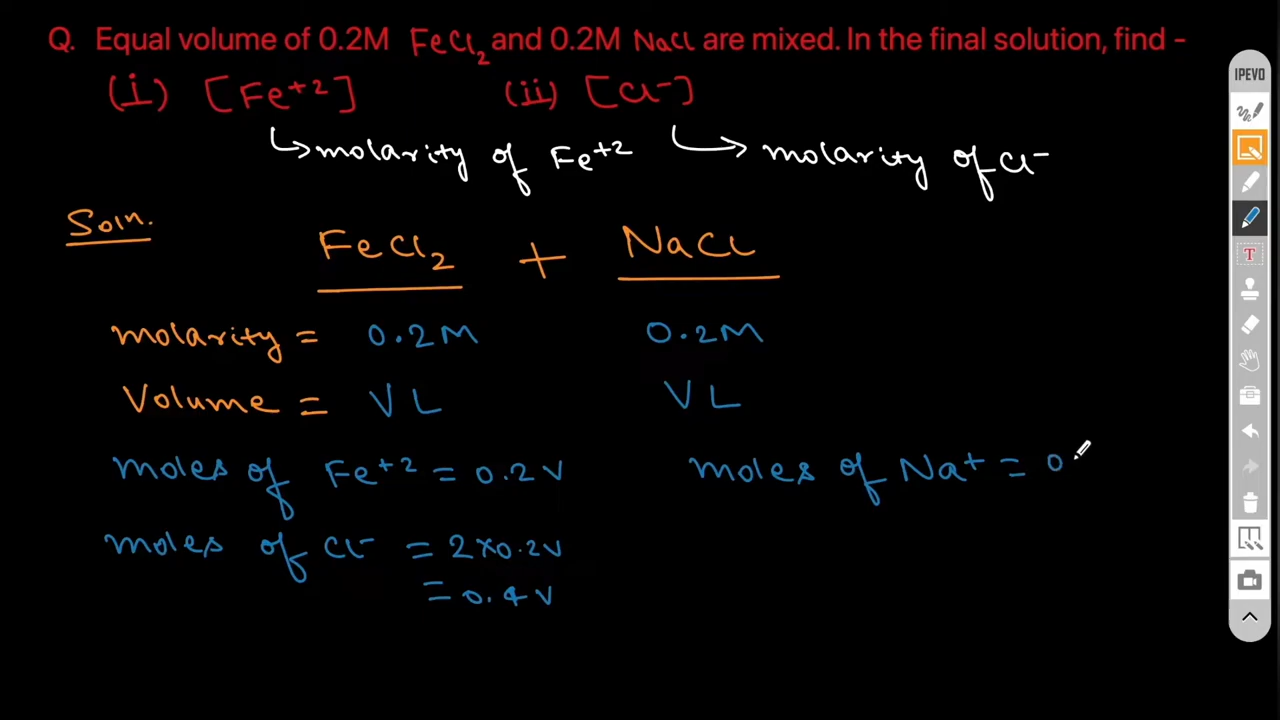 Q. Equal volume of 0.2M FeCl₂ and 0.2M NaCl are mixed. In the final solution, find -
(i) [Fe⁺²] (ii) [Cl⁻]
molarity of Fe⁺² molarity of Cl⁻
Soln.
FeCl₂ + NaCl
molarity = 0.2M 0.2M
Volume = V L V L
moles of Fe⁺² = 0.2V moles of Na⁺ = 0
moles of Cl⁻ = 2×0.2V
= 0.4V
IPEVO
T